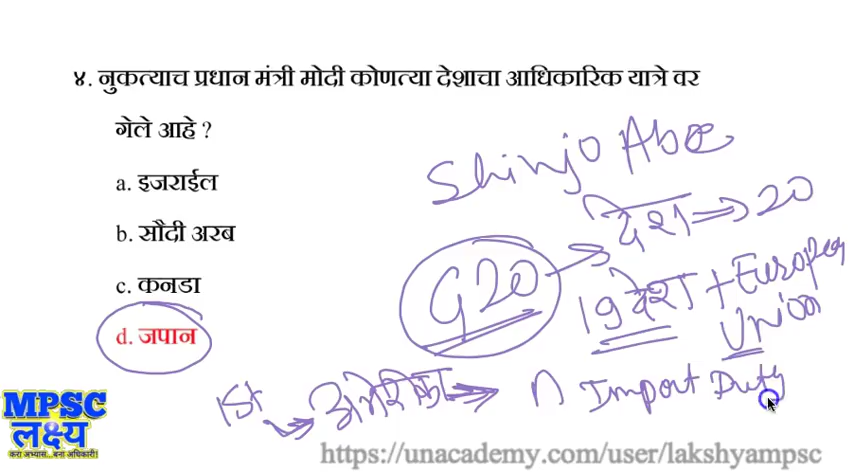 ४. नुकत्याच प्रधान मंत्री मोदी कोणत्या देशाचा आधिकारिक यात्रे वर
गेले आहे ?
a. इजराईल
b. सौदी अरब
c. कनडा
d. जपान
Shinjo Abe
देश ⇒ 20
G20 →
19 देश + Europen
Union
1st → अमेरिका → Import Duty
MPSC
लक्ष्य
करा अभ्यास..बना अधिकारी!
https://unacademy.com/user/lakshyampsc